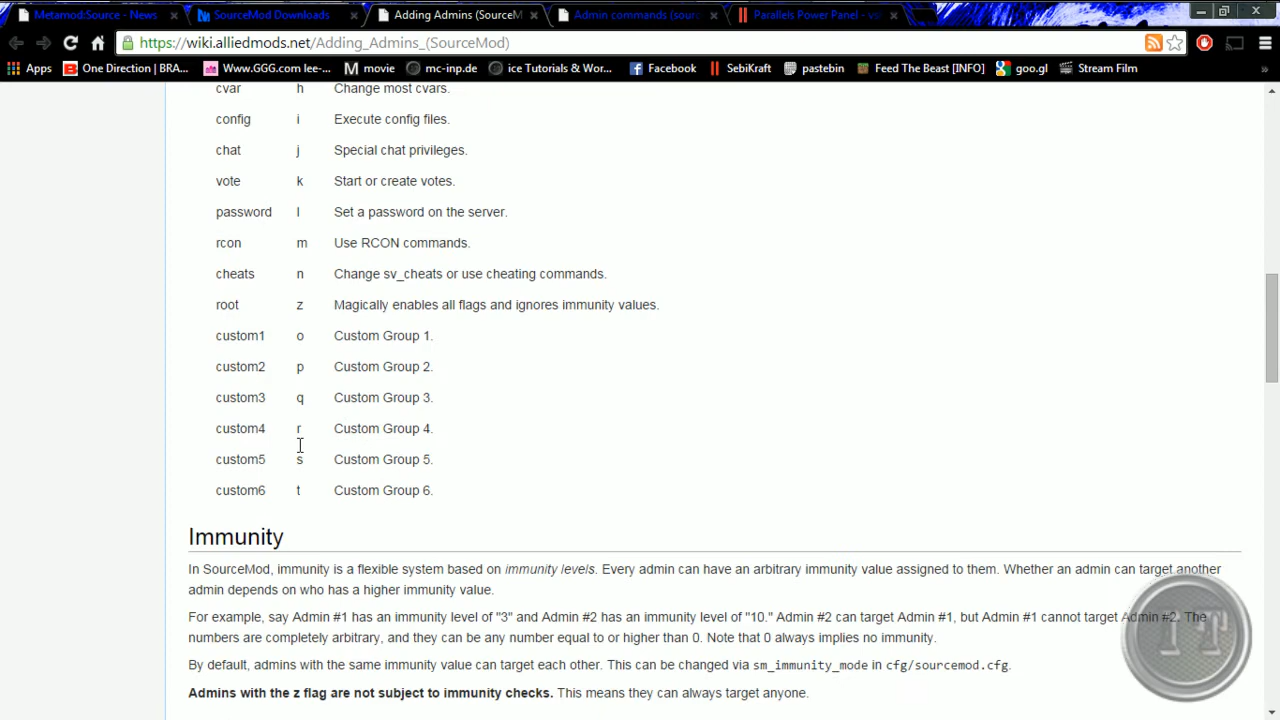 Metamod:Source - News
SourceMod Downloads
Adding Admins (SourceM
Admin commands (sourc
Parallels Power Panel - vs
https://wiki.alliedmods.net/Adding_Admins_(SourceMod)
Apps
One Direction | BRA...
Www.GGG.com lee-...
movie
mc-inp.de
ice Tutorials & Wor...
Facebook
SebiKraft
pastebin
Feed The Beast [INFO]
goo.gl
Stream Film
»
cvar h Change most cvars.
config i Execute config files.
chat j Special chat privileges.
vote k Start or create votes.
password l Set a password on the server.
rcon m Use RCON commands.
cheats n Change sv_cheats or use cheating commands.
root z Magically enables all flags and ignores immunity values.
custom1 o Custom Group 1.
custom2 p Custom Group 2.
custom3 q Custom Group 3.
custom4 r Custom Group 4.
custom5 s Custom Group 5.
custom6 t Custom Group 6.
Immunity
In SourceMod, immunity is a flexible system based on immunity levels. Every admin can have an arbitrary immunity value assigned to them. Whether an admin can target another
admin depends on who has a higher immunity value.
For example, say Admin #1 has an immunity level of "3" and Admin #2 has an immunity level of "10." Admin #2 can target Admin #1, but Admin #1 cannot target Admin #2. The
numbers are completely arbitrary, and they can be any number equal to or higher than 0. Note that 0 always implies no immunity.
By default, admins with the same immunity value can target each other. This can be changed via sm_immunity_mode in cfg/sourcemod.cfg.
Admins with the z flag are not subject to immunity checks. This means they can always target anyone.
IT